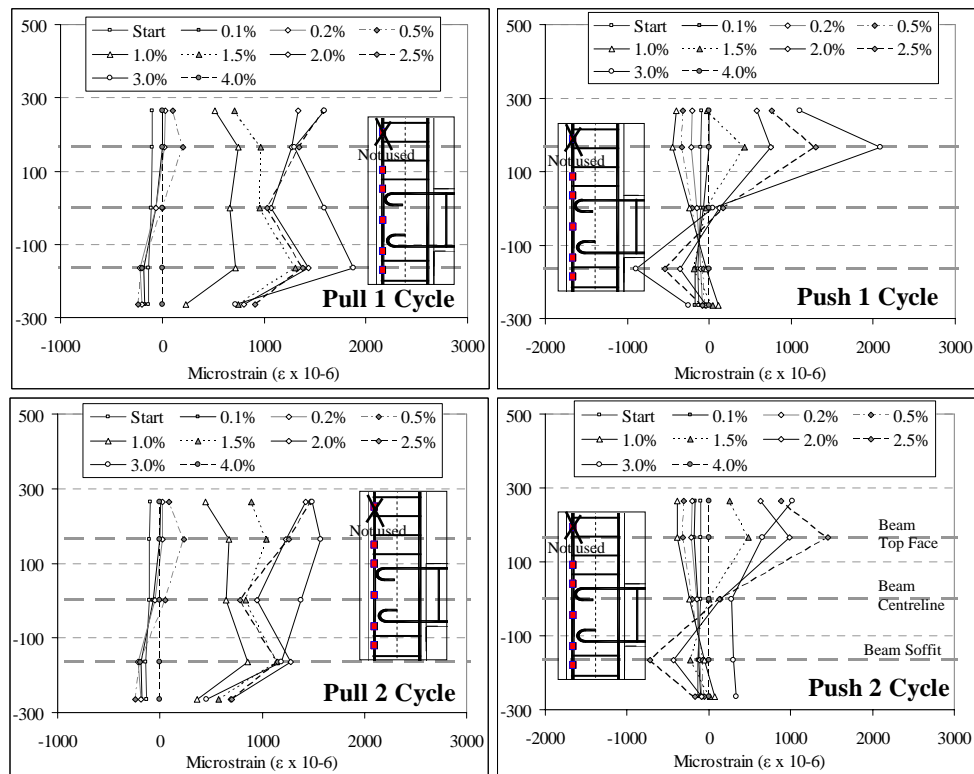 500
300
100
-100
-300
-1000 0 1000 2000 3000
Microstrain (ε x 10-6)
Start 0.1% 0.2% 0.5%
1.0% 1.5% 2.0% 2.5%
3.0% 4.0%
Not used
Pull 1 Cycle
500
300
100
-100
-300
-2000 -1000 0 1000 2000 3000
Microstrain (ε x 10-6)
Start 0.1% 0.2% 0.5%
1.0% 1.5% 2.0% 2.5%
3.0% 4.0%
Not used
Push 1 Cycle
500
300
100
-100
-300
-1000 0 1000 2000 3000
Microstrain (ε x 10-6)
Start 0.1% 0.2% 0.5%
1.0% 1.5% 2.0% 2.5%
3.0% 4.0%
Not used
Pull 2 Cycle
500
300
100
-100
-300
-2000 -1000 0 1000 2000 3000
Microstrain (ε x 10-6)
Start 0.1% 0.2% 0.5%
1.0% 1.5% 2.0% 2.5%
3.0% 4.0%
Not used
Beam
Top Face
Beam
Centreline
Beam Soffit
Push 2 Cycle